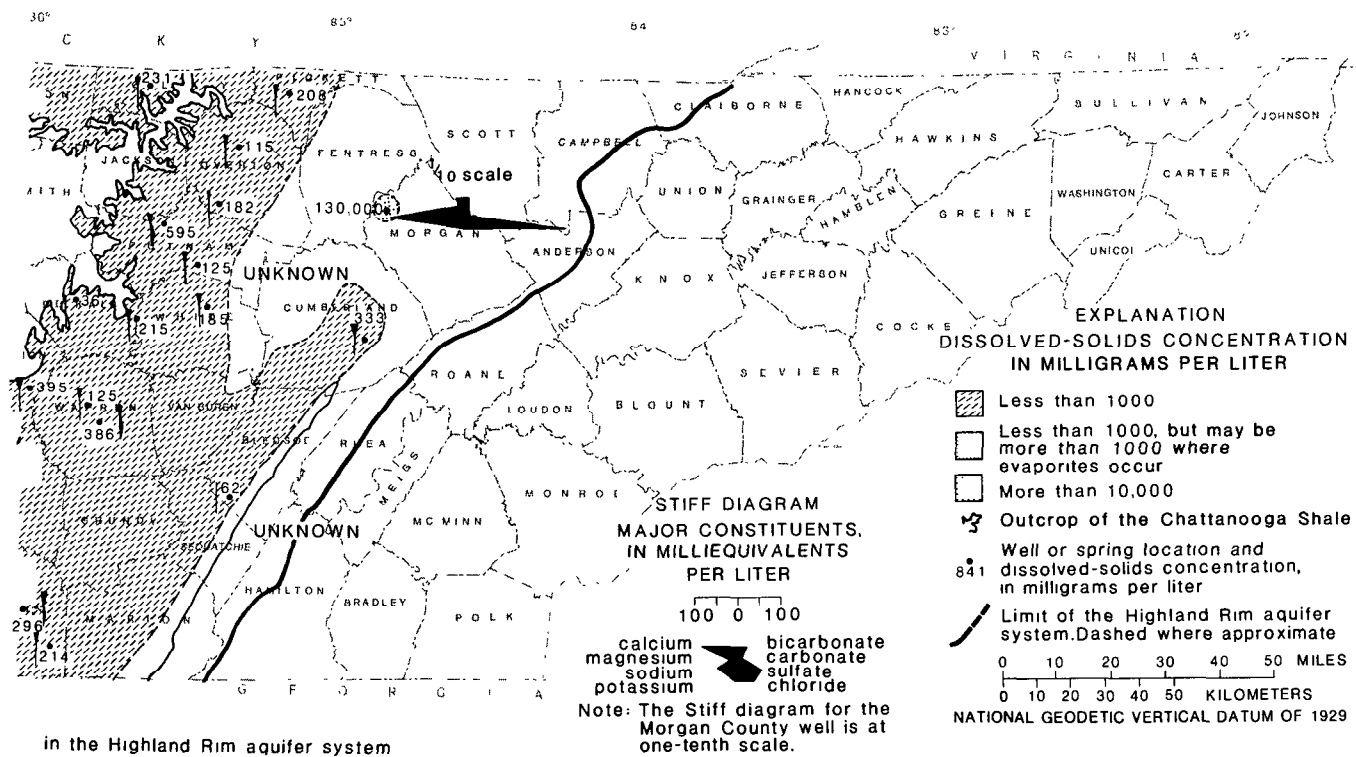 85°
84
83°
C K Y
V I R G I N I A
PICKETT
231
208
CLAIBORNE
HANCOCK
SULLIVAN
JOHNSON
SCOTT
CAMPBELL
HAWKINS
115
JACKSON
OVERTON
FENTRESS
1/10 scale
UNION
GRAINGER
HAMBLEN
WASHINGTON
CARTER
GREENE
182
130,000
MORGAN
ANDERSON
UNICOI
595
PUTNAM
125
UNKNOWN
KNOX
JEFFERSON
CUMBERLAND
185
WHITE
215
333
COCKE
ROANE
SEVIER
395
125
WARREN
VAN BUREN
386
LOUDON
BLOUNT
BLEDSOE
RHEA
MEIGS
62
MONROE
GRUNDY
UNKNOWN
MC MINN
SEQUATCHIE
HAMILTON
BRADLEY
POLK
296
MARION
214
G E O R G I A
in the Highland Rim aquifer system
STIFF DIAGRAM
MAJOR CONSTITUENTS,
IN MILLIEQUIVALENTS
PER LITER
100 0 100
calcium bicarbonate
magnesium carbonate
sodium sulfate
potassium chloride
Note: The Stiff diagram for the
Morgan County well is at
one-tenth scale.
EXPLANATION
DISSOLVED-SOLIDS CONCENTRATION
IN MILLIGRAMS PER LITER
Less than 1000
Less than 1000, but may be
more than 1000 where
evaporites occur
More than 10,000
Outcrop of the Chattanooga Shale
Well or spring location and
841 dissolved-solids concentration,
in milligrams per liter
Limit of the Highland Rim aquifer
system.Dashed where approximate
0 10 20 30 40 50 MILES
0 10 20 30 40 50 KILOMETERS
NATIONAL GEODETIC VERTICAL DATUM OF 1929